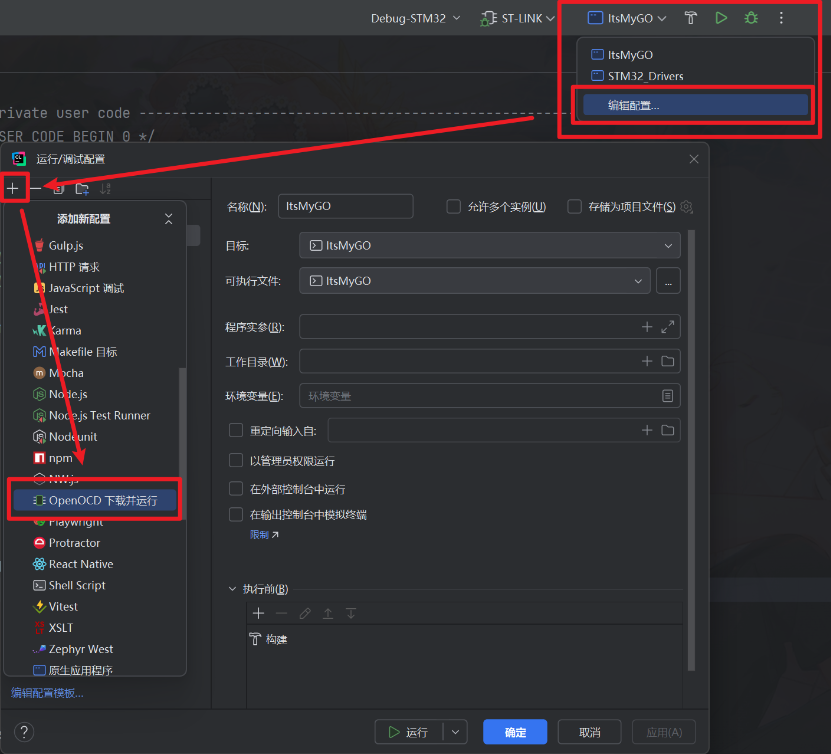 Debug-STM32
ST-LINK
ItsMyGO
ItsMyGO
STM32_Drivers
编辑配置...
rivate user code ----------------------------------------------------------
SER CODE BEGIN 0 */
运行/调试配置
添加新配置
Gulp.js
HTTP 请求
JavaScript 调试
Jest
Karma
Makefile 目标
Mocha
Node.js
Node.js Test Runner
Nodeunit
npm
NW.js
OpenOCD 下载并运行
Playwright
Protractor
React Native
Shell Script
Vitest
XSLT
Zephyr West
原生应用程序
编辑配置模板...
名称(N):
ItsMyGO
允许多个实例(U)
存储为项目文件(S)
目标:
ItsMyGO
可执行文件:
ItsMyGO
...
程序实参(R):
工作目录(W):
环境变量(E):
环境变量
重定向输入自:
以管理员权限运行
在外部控制台中运行
在输出控制台中模拟终端
限制
执行前(B)
构建
?
运行
确定
取消
应用(A)